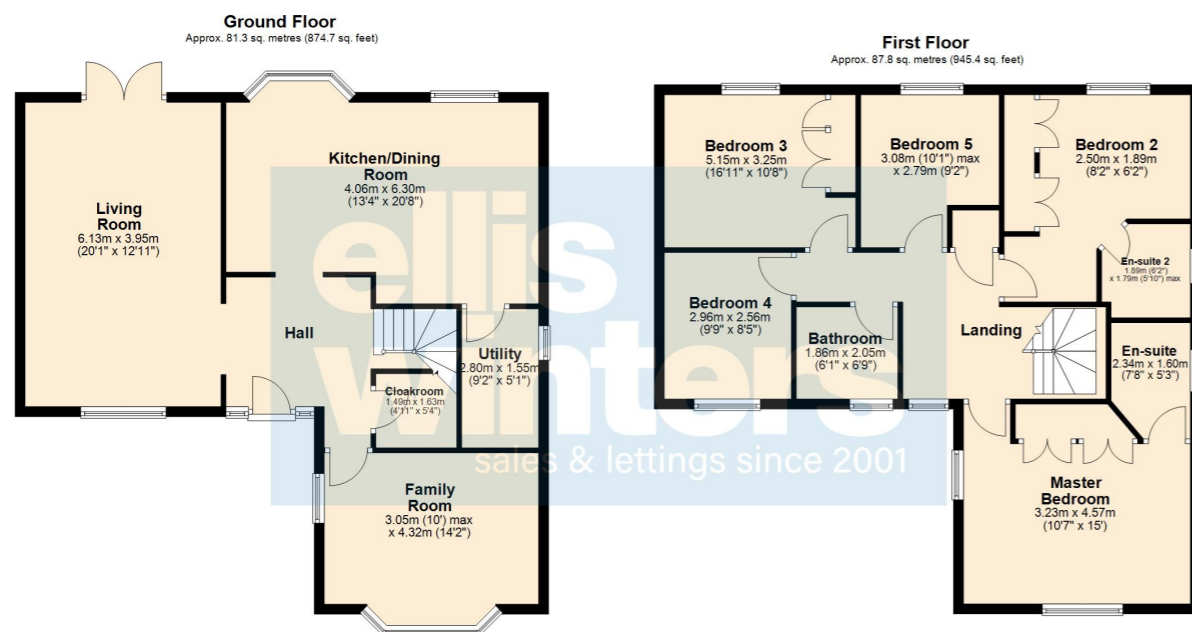 Ground Floor
Approx. 81.3 sq. metres (874.7 sq. feet)
Living
Room
6.13m x 3.95m
(20'1" x 12'11")
Kitchen/Dining
Room
4.06m x 6.30m
(13'4" x 20'8")
Hall
Utility
2.80m x 1.55m
(9'2" x 5'1")
Cloakroom
1.49m x 1.63m
(4'11" x 5'4")
Family
Room
3.05m (10') max
x 4.32m (14'2")
First Floor
Approx. 87.8 sq. metres (945.4 sq. feet)
Bedroom 3
5.15m x 3.25m
(16'11" x 10'8")
Bedroom 5
3.08m (10'1") max
x 2.79m (9'2")
Bedroom 2
2.50m x 1.89m
(8'2" x 6'2")
En-suite 2
1.89m (6'2")
x 1.79m (5'10") max
Bedroom 4
2.96m x 2.56m
(9'9" x 8'5")
Bathroom
1.86m x 2.05m
(6'1" x 6'9")
Landing
En-suite
2.34m x 1.60m
(7'8" x 5'3")
Master
Bedroom
3.23m x 4.57m
(10'7" x 15')
ellis
winters
sales & lettings since 2001